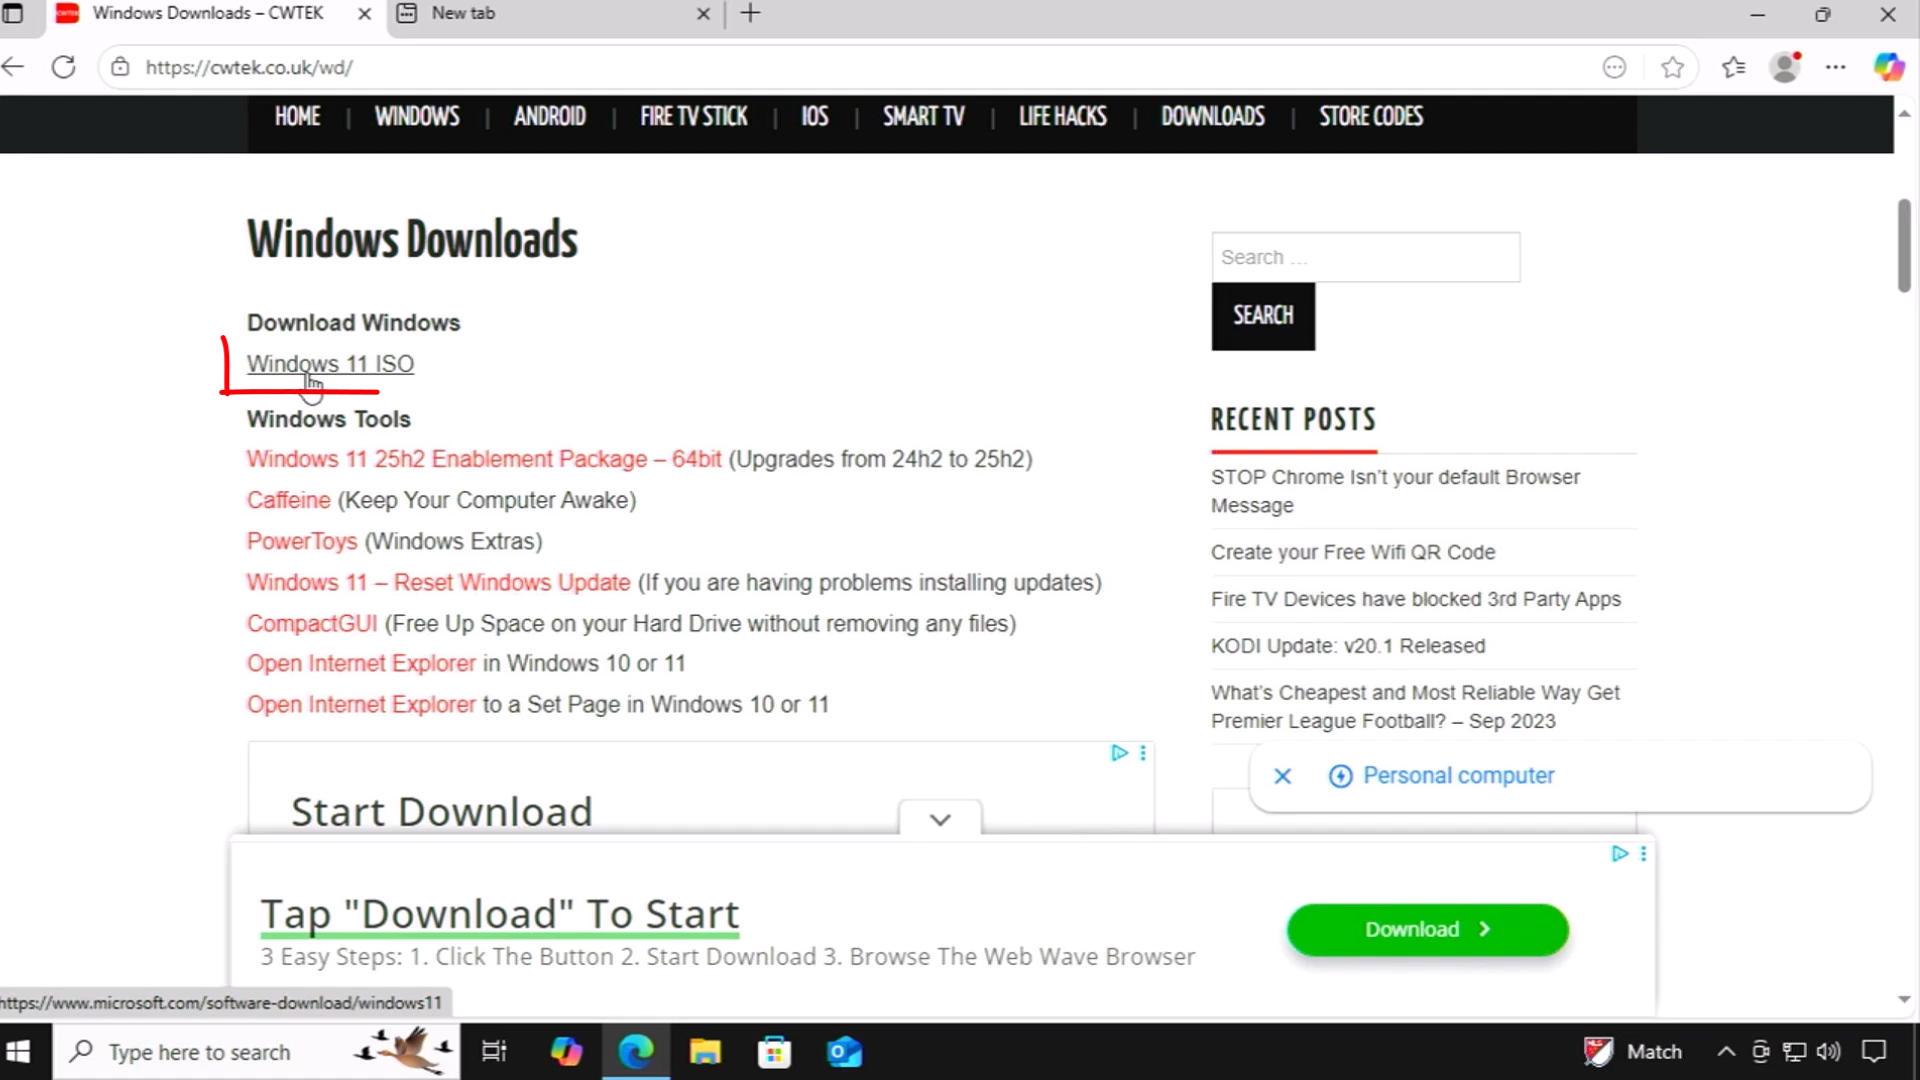 Windows Downloads – CWTEK
New tab
https://cwtek.co.uk/wd/
HOME | WINDOWS | ANDROID | FIRE TV STICK | IOS | SMART TV | LIFE HACKS | DOWNLOADS | STORE CODES
Windows Downloads
Download Windows
Windows 11 ISO
Windows Tools
Windows 11 25h2 Enablement Package – 64bit (Upgrades from 24h2 to 25h2)
Caffeine (Keep Your Computer Awake)
PowerToys (Windows Extras)
Windows 11 – Reset Windows Update (If you are having problems installing updates)
CompactGUI (Free Up Space on your Hard Drive without removing any files)
Open Internet Explorer in Windows 10 or 11
Open Internet Explorer to a Set Page in Windows 10 or 11
Search …
SEARCH
RECENT POSTS
STOP Chrome Isn't your default Browser
Message
Create your Free Wifi QR Code
Fire TV Devices have blocked 3rd Party Apps
KODI Update: v20.1 Released
What's Cheapest and Most Reliable Way Get
Premier League Football? – Sep 2023
Personal computer
Start Download
Tap "Download" To Start
3 Easy Steps: 1. Click The Button 2. Start Download 3. Browse The Web Wave Browser
Download
https://www.microsoft.com/software-download/windows11
Type here to search
Match